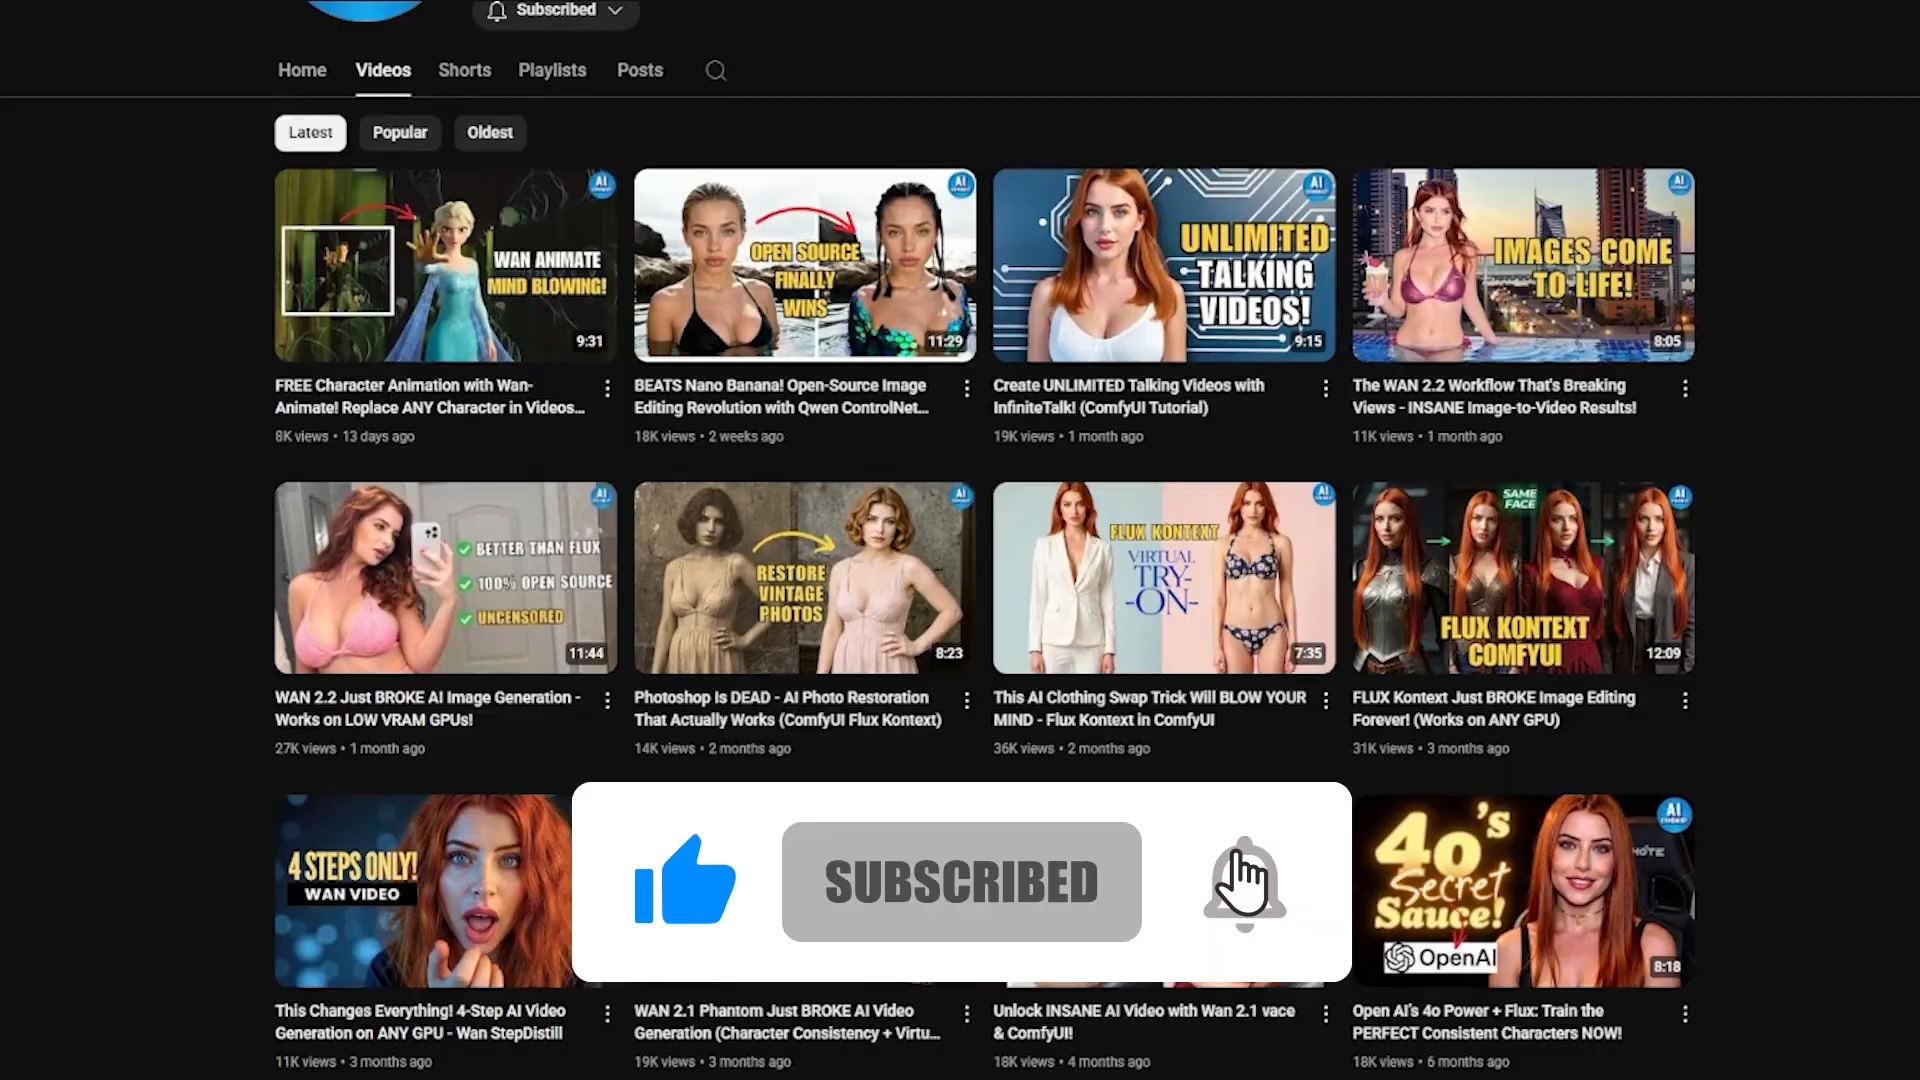 Subscribed
Home Videos Shorts Playlists Posts
Latest Popular Oldest
AI
WAN ANIMATE
MIND BLOWING!
9:31
AI
OPEN SOURCE
FINALLY
WINS
11:29
AI
UNLIMITED
TALKING
VIDEOS!
9:15
AI
IMAGES COME
TO LIFE!
8:05
FREE Character Animation with Wan-
Animate! Replace ANY Character in Videos...
8K views • 13 days ago
BEATS Nano Banana! Open-Source Image
Editing Revolution with Qwen ControlNet...
18K views • 2 weeks ago
Create UNLIMITED Talking Videos with
InfiniteTalk! (ComfyUI Tutorial)
19K views • 1 month ago
The WAN 2.2 Workflow That's Breaking
Views - INSANE Image-to-Video Results!
11K views • 1 month ago
AI
BETTER THAN FLUX
100% OPEN SOURCE
UNCENSORED
11:44
AI
RESTORE
VINTAGE
PHOTOS
8:23
AI
FLUX KONTEXT
VIRTUAL
TRY-
-ON-
7:35
AI
SAME
FACE
FLUX KONTEXT
COMFYUI
12:09
WAN 2.2 Just BROKE AI Image Generation -
Works on LOW VRAM GPUs!
27K views • 1 month ago
Photoshop Is DEAD - AI Photo Restoration
That Actually Works (ComfyUI Flux Kontext)
14K views • 2 months ago
This AI Clothing Swap Trick Will BLOW YOUR
MIND - Flux Kontext in ComfyUI
36K views • 2 months ago
FLUX Kontext Just BROKE Image Editing
Forever! (Works on ANY GPU)
31K views • 3 months ago
4 STEPS ONLY!
WAN VIDEO
SUBSCRIBED
AI
4o's
Secret
Sauce!
OpenAI
8:18
This Changes Everything! 4-Step AI Video
Generation on ANY GPU - Wan StepDistill
11K views • 3 months ago
WAN 2.1 Phantom Just BROKE AI Video
Generation (Character Consistency + Virtu...
19K views • 3 months ago
Unlock INSANE AI Video with Wan 2.1 vace
& ComfyUI!
18K views • 4 months ago
Open AI's 4o Power + Flux: Train the
PERFECT Consistent Characters NOW!
18K views • 6 months ago